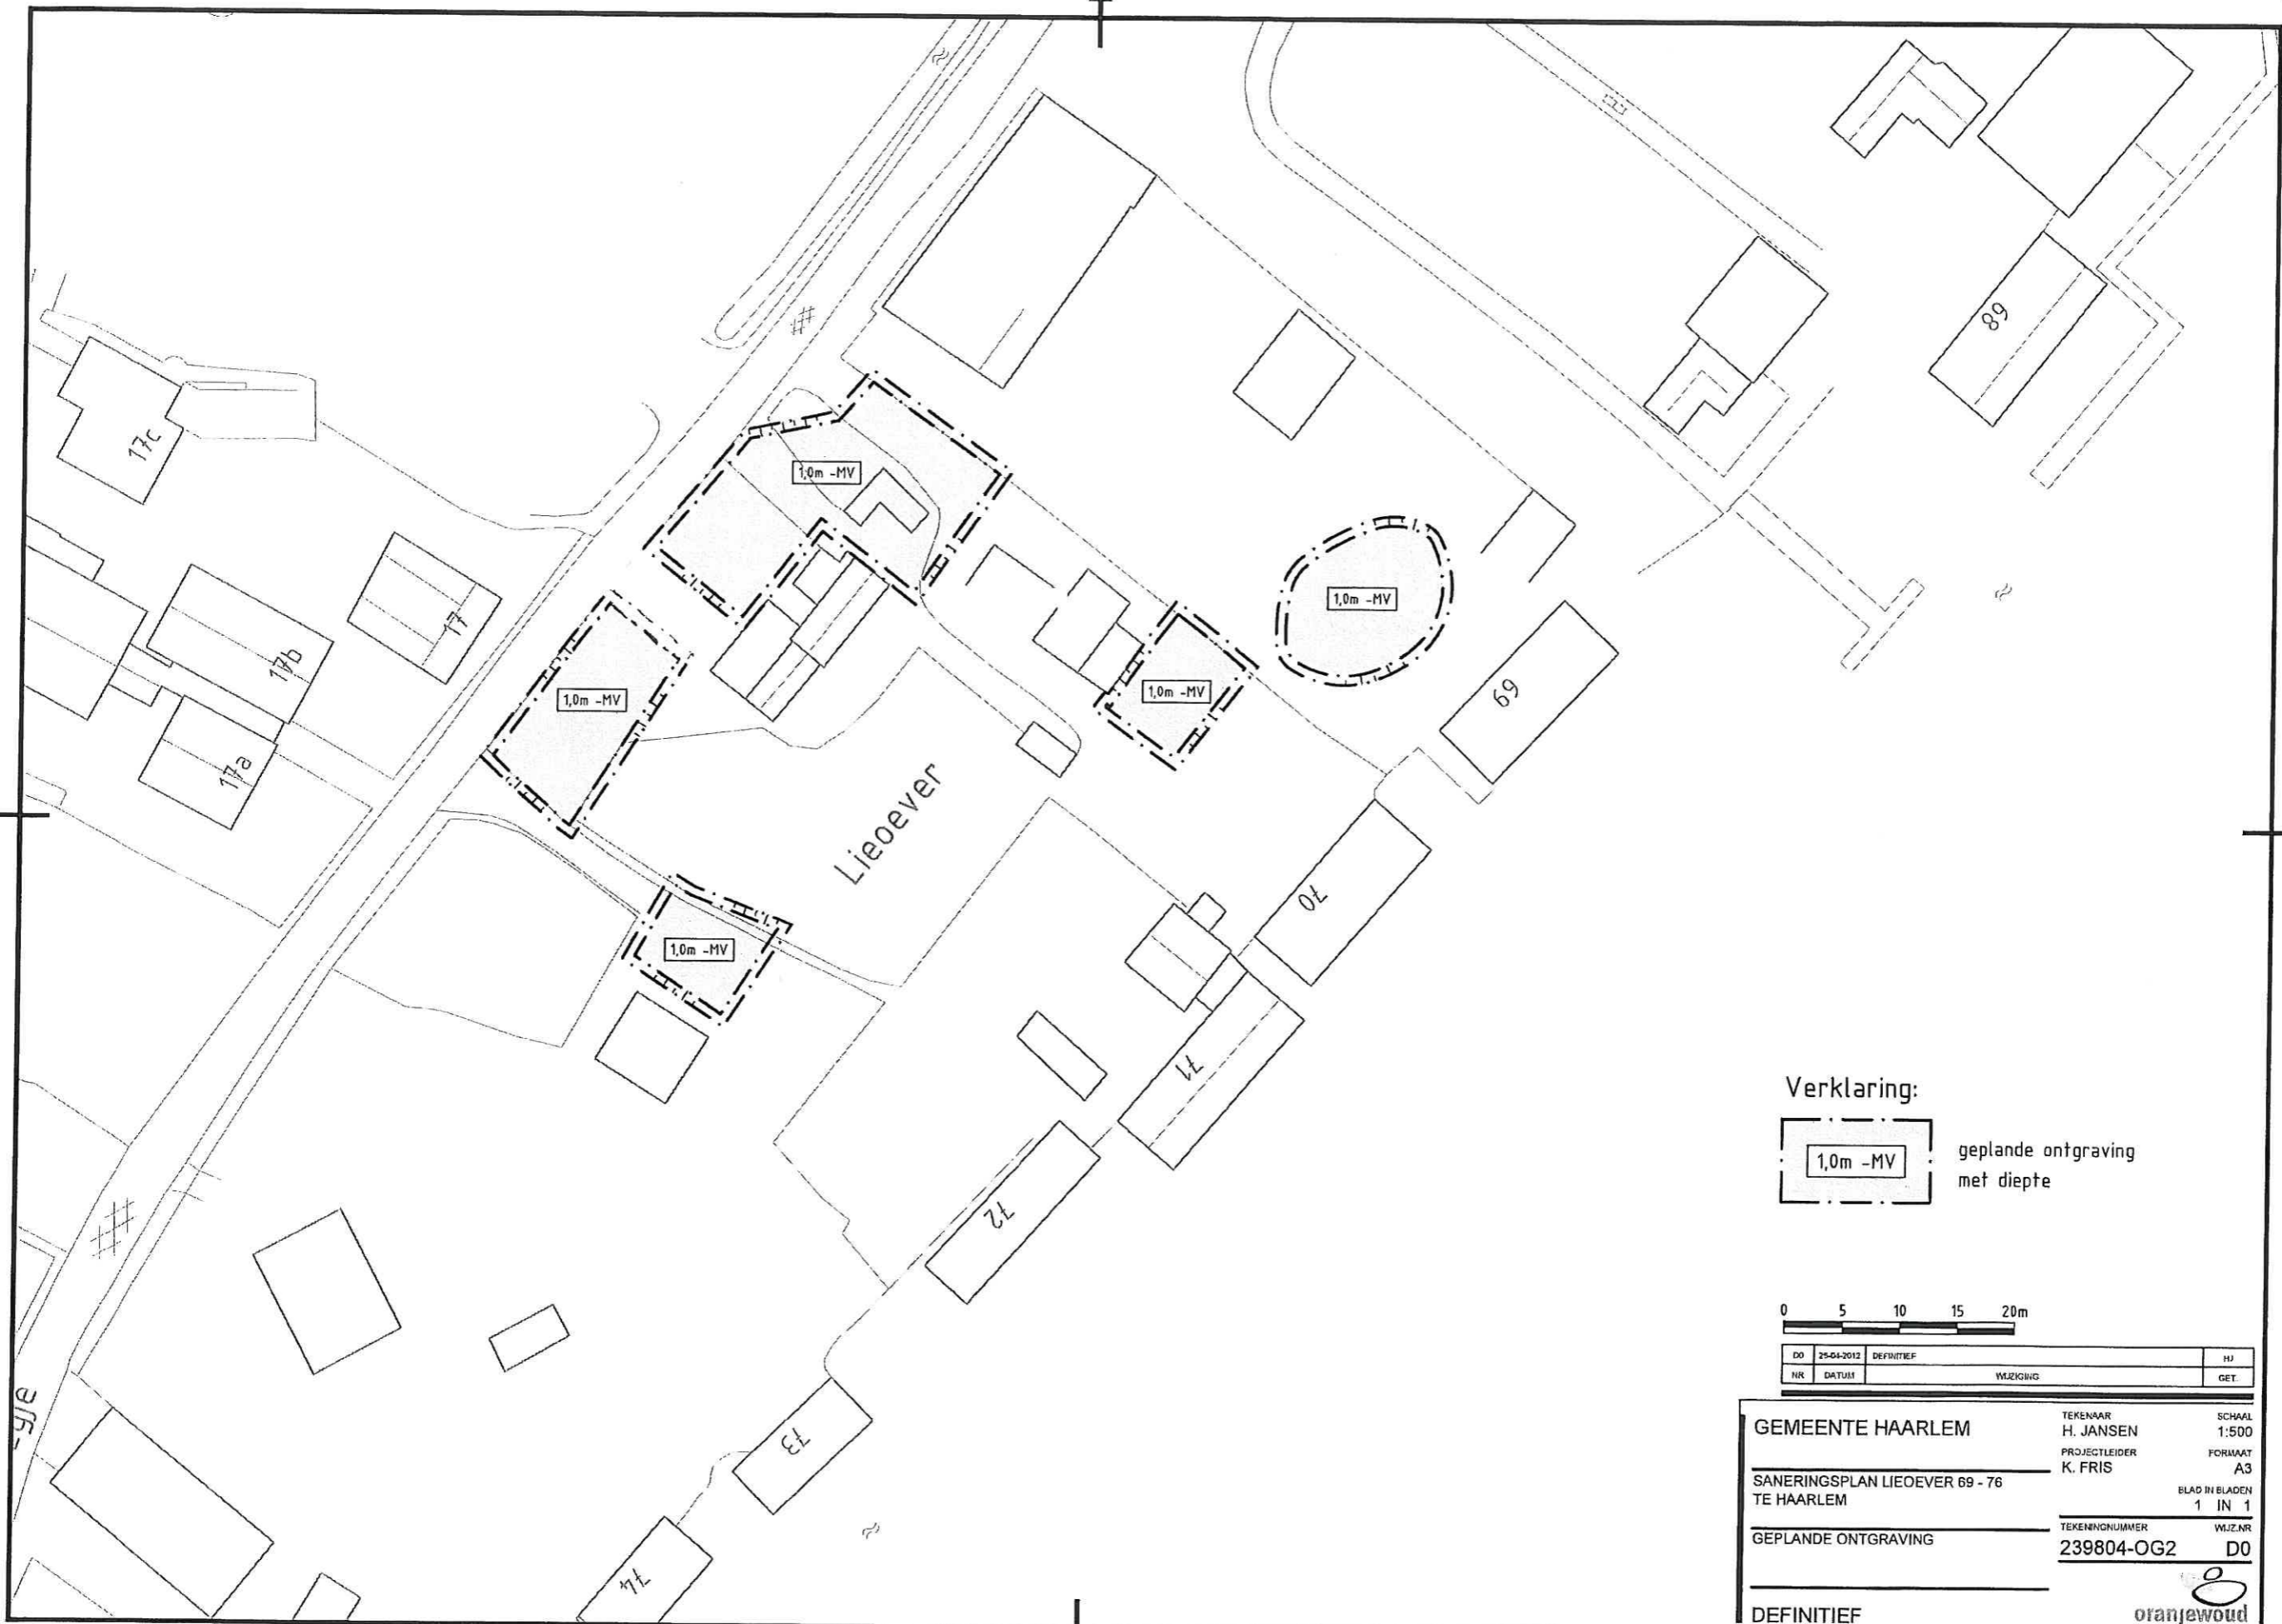 68
17c
1,0m -MV
1,0m -MV
17
17b
1,0m -MV
1,0m -MV
69
17a
Lieoever
70
1,0m -MV
71
72
73
74
Verklaring:
1,0m -MV
geplande ontgraving
met diepte
0 5 10 15 20m
D0 25-04-2012 DEFINITIEF HJ
NR DATUM WIJZIGING GET.
GEMEENTE HAARLEM
TEKENAAR SCHAAL
H. JANSEN 1:500
PROJECTLEIDER FORMAAT
K. FRIS A3
SANERINGSPLAN LIEOEVER 69 - 76
TE HAARLEM
BLAD IN BLADEN
1 IN 1
GEPLANDE ONTGRAVING
TEKENINGNUMMER WIJZ.NR
239804-OG2 D0
DEFINITIEF
oranjewoud